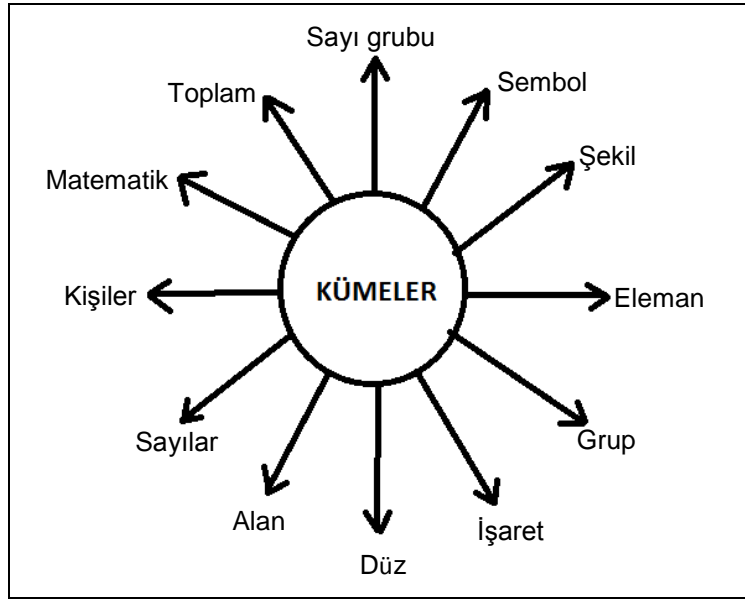 Sayı grubu
Toplam
Sembol
Şekil
Matematik
KÜMELER
Kişiler
Eleman
Sayılar
Grup
Alan
İşaret
Düz